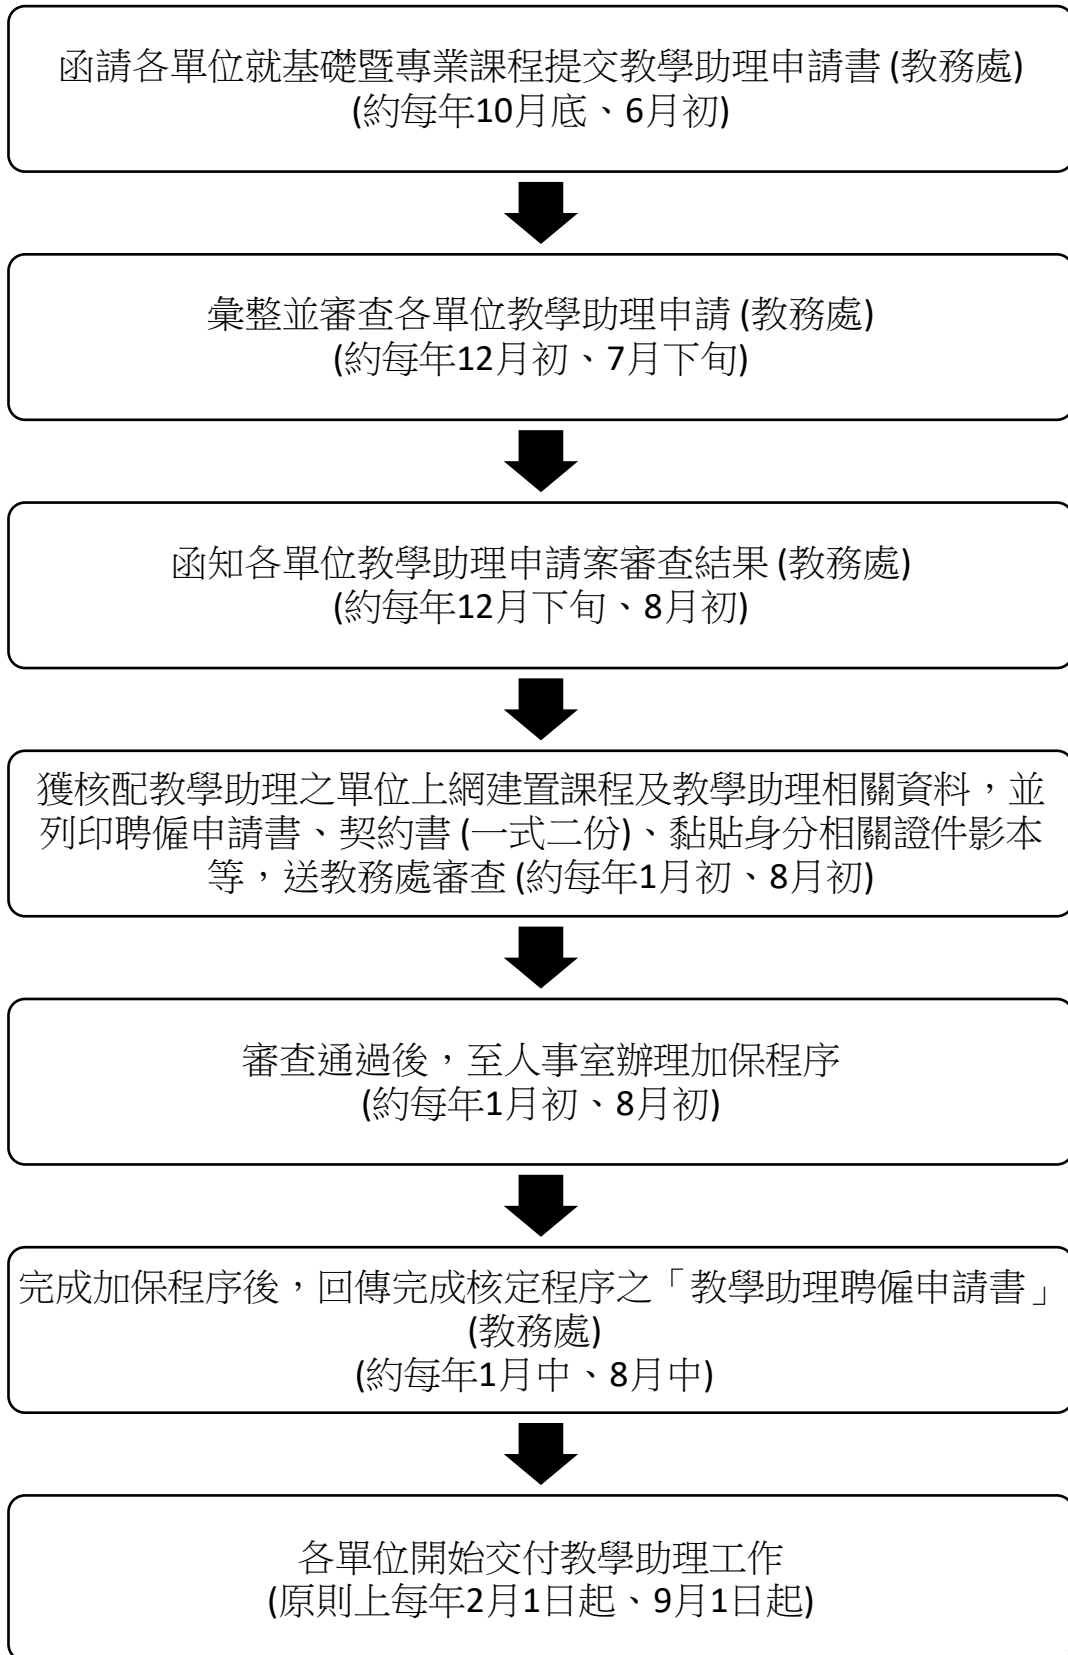 函請各單位就基礎暨專業課程提交教學助理申請書 (教務處)
(約每年10月底、6月初)
彙整並審查各單位教學助理申請 (教務處)
(約每年12月初、7月下旬)
函知各單位教學助理申請案審查結果 (教務處)
(約每年12月下旬、8月初)
獲核配教學助理之單位上網建置課程及教學助理相關資料，並
列印聘僱申請書、契約書 (一式二份)、黏貼身分相關證件影本
等，送教務處審查 (約每年1月初、8月初)
審查通過後，至人事室辦理加保程序
(約每年1月初、8月初)
完成加保程序後，回傳完成核定程序之「教學助理聘僱申請書」
(教務處)
(約每年1月中、8月中)
各單位開始交付教學助理工作
(原則上每年2月1日起、9月1日起)